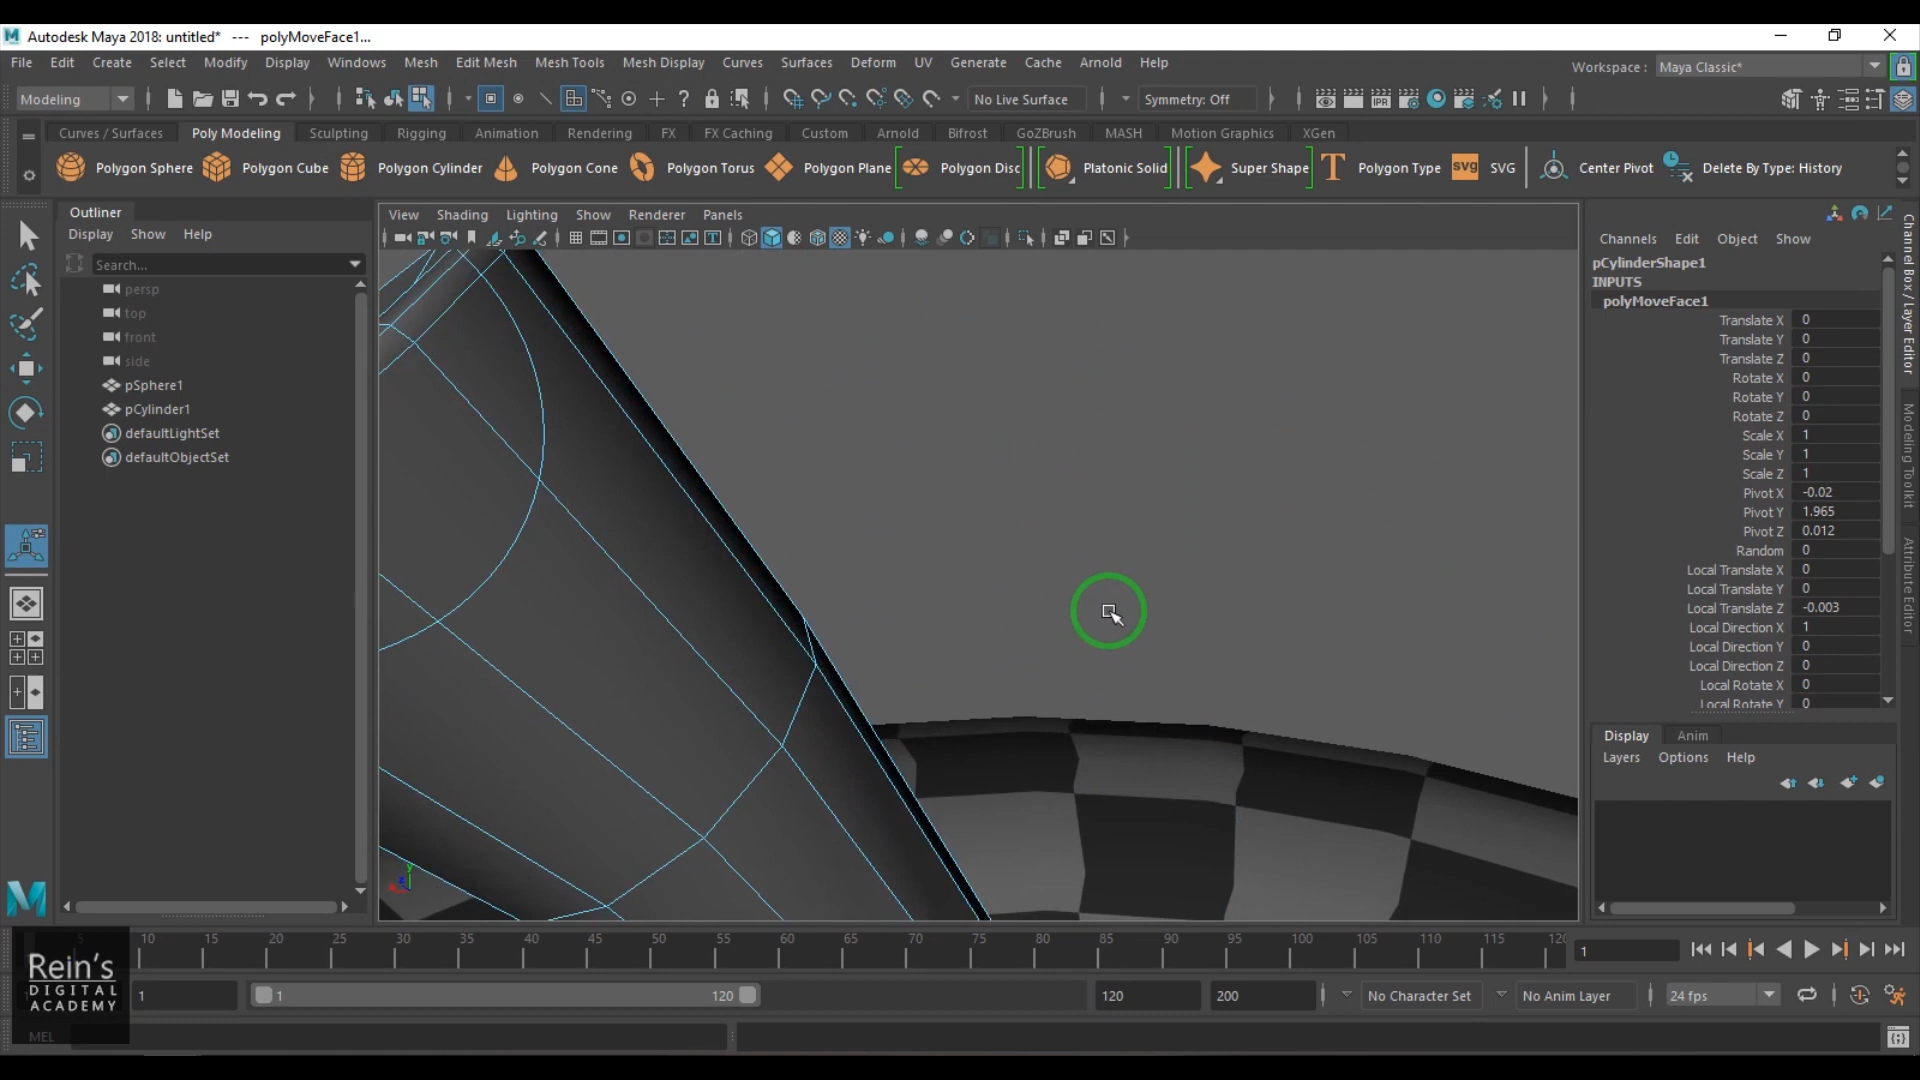 Autodesk Maya 2018: untitled* --- polyMoveFace1...
File Edit Create Select Modify Display Windows Mesh Edit Mesh Mesh Tools Mesh Display Curves Surfaces Deform UV Generate Cache Arnold Help
Workspace : Maya Classic*
Modeling
No Live Surface
Symmetry: Off
IPR
Curves / Surfaces Poly Modeling Sculpting Rigging Animation Rendering FX FX Caching Custom Arnold Bifrost GoZBrush MASH Motion Graphics XGen
Polygon Sphere Polygon Cube Polygon Cylinder Polygon Cone Polygon Torus Polygon Plane Polygon Disc Platonic Solid Super Shape Polygon Type svg SVG Center Pivot Delete By Type: History
Outliner
Display Show Help
Search...
persp
top
front
side
pSphere1
pCylinder1
defaultLightSet
defaultObjectSet
View Shading Lighting Show Renderer Panels
y
z
Channels Edit Object Show
pCylinderShape1
INPUTS
polyMoveFace1
Translate X 0
Translate Y 0
Translate Z 0
Rotate X 0
Rotate Y 0
Rotate Z 0
Scale X 1
Scale Y 1
Scale Z 1
Pivot X -0.02
Pivot Y 1.965
Pivot Z 0.012
Random 0
Local Translate X 0
Local Translate Y 0
Local Translate Z -0.003
Local Direction X 1
Local Direction Y 0
Local Direction Z 0
Local Rotate X 0
Local Rotate Y 0
Channel Box / Layer Editor
Modeling Toolkit
Attribute Editor
Display Anim
Layers Options Help
5 10 15 20 25 30 35 40 45 50 55 60 65 70 75 80 85 90 95 100 105 110 115 120
1
1
1 120
120
200
No Character Set
No Anim Layer
24 fps
MEL
Rein's
DIGITAL
ACADEMY